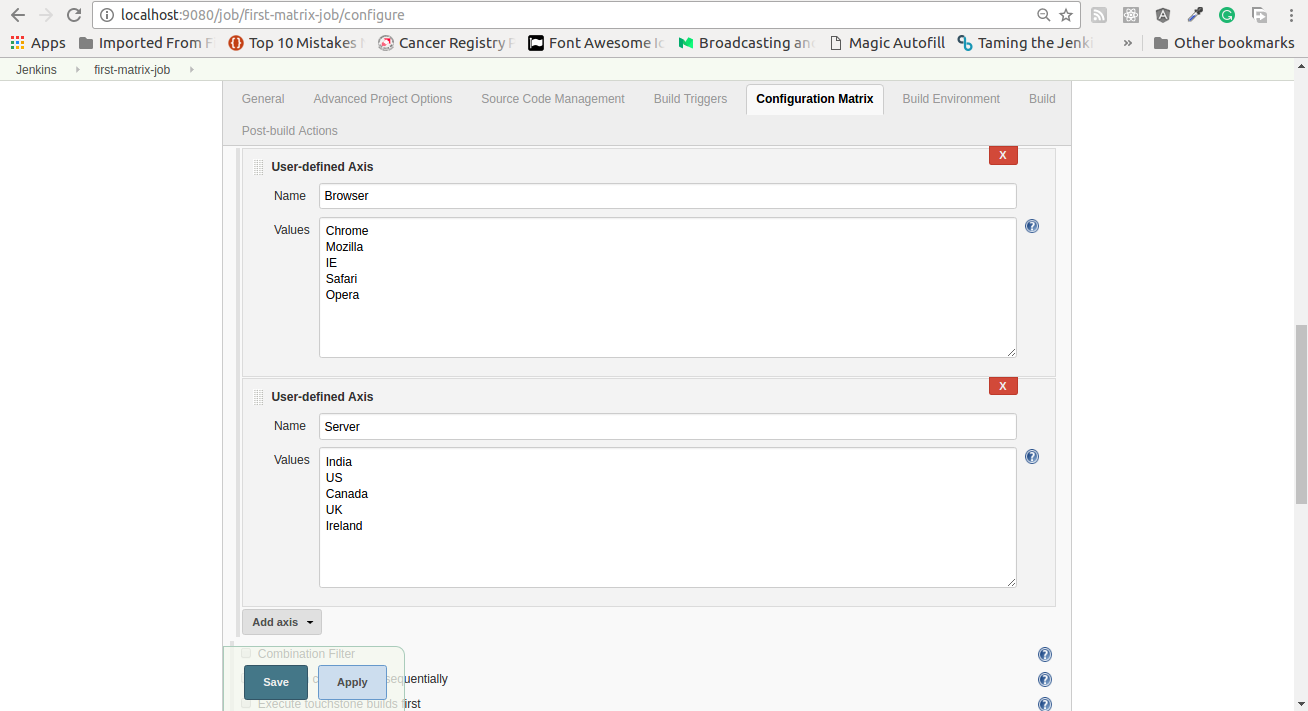 localhost:9080/job/first-matrix-job/configure
Apps Imported From F Top 10 Mistakes Cancer Registry P Font Awesome Ic Broadcasting an Magic Autofill Taming the Jenki » Other bookmarks
Jenkins first-matrix-job
General Advanced Project Options Source Code Management Build Triggers Configuration Matrix Build Environment Build
Post-build Actions
X
User-defined Axis
Name Browser
Values Chrome
Mozilla
IE
Safari
Opera
X
User-defined Axis
Name Server
Values India
US
Canada
UK
Ireland
Add axis
Combination Filter
sequentially
Save Apply
Execute touchstone builds first